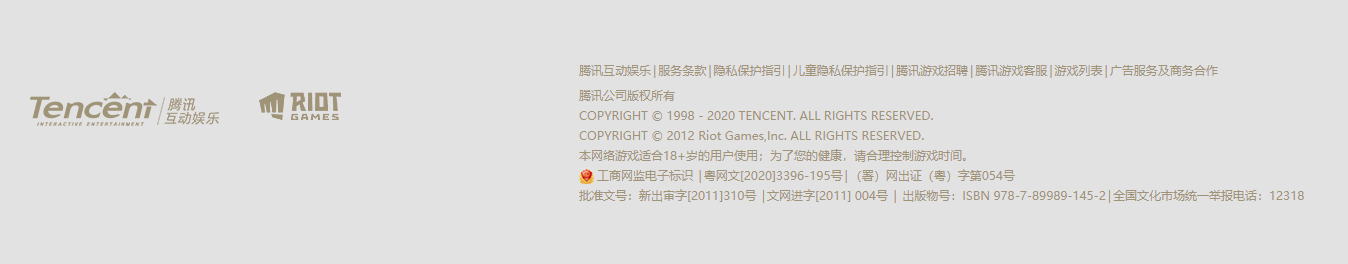 Tencent 腾讯
INTERACTIVE ENTERTAINMENT 互动娱乐
RIOT
GAMES
腾讯互动娱乐|服务条款|隐私保护指引|儿童隐私保护指引|腾讯游戏招聘|腾讯游戏客服|游戏列表|广告服务及商务合作
腾讯公司版权所有
COPYRIGHT © 1998 - 2020 TENCENT. ALL RIGHTS RESERVED.
COPYRIGHT © 2012 Riot Games,Inc. ALL RIGHTS RESERVED.
本网络游戏适合18+岁的用户使用；为了您的健康，请合理控制游戏时间。
工商网监电子标识 |粤网文[2020]3396-195号|（署）网出证（粤）字第054号
批准文号：新出审字[2011]310号 |文网进字[2011] 004号 | 出版物号：ISBN 978-7-89989-145-2|全国文化市场统一举报电话：12318